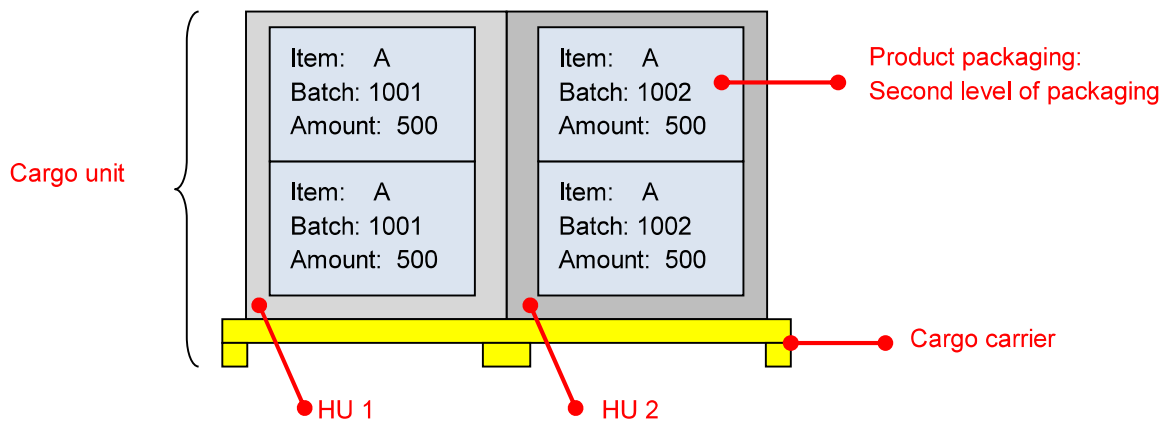 Item: A
Batch: 1001
Amount: 500
Item: A
Batch: 1002
Amount: 500
Product packaging:
Second level of packaging
Cargo unit
Item: A
Batch: 1001
Amount: 500
Item: A
Batch: 1002
Amount: 500
Cargo carrier
HU 1
HU 2